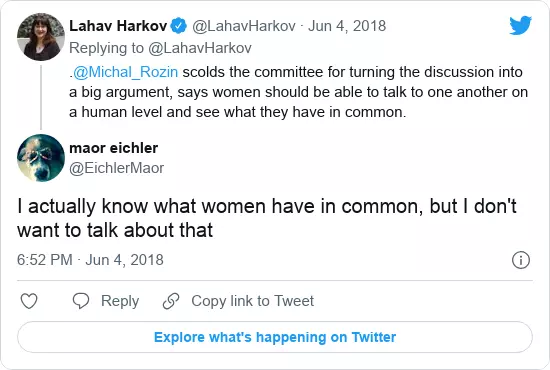 Lahav Harkov @LahavHarkov · Jun 4, 2018
Replying to @LahavHarkov
.@Michal_Rozin scolds the committee for turning the discussion into
a big argument, says women should be able to talk to one another on
a human level and see what they have in common.
maor eichler
@EichlerMaor
I actually know what women have in common, but I don't
want to talk about that
6:52 PM · Jun 4, 2018
Reply Copy link to Tweet
Explore what's happening on Twitter